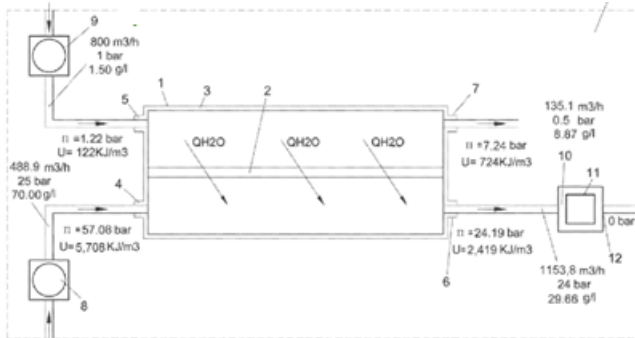 9
800 m3/h
1 bar
1.50 g/l
5
1
3
2
7
135.1 m3/h
0.5 bar
8.87 g/l
QH2O
QH2O
QH2O
Π =1.22 bar
U= 122KJ/m3
Π =7,24 bar
U= 724KJ/m3
10
11
488.9 m3/h
25 bar
70.00g/l
4
Π =57.08 bar
U=5,708 KJ/m3
Π =24.19 bar
U=2,419 KJ/m3
0 bar
12
8
6
1153,8 m3/h
24 bar
29.66 g/l